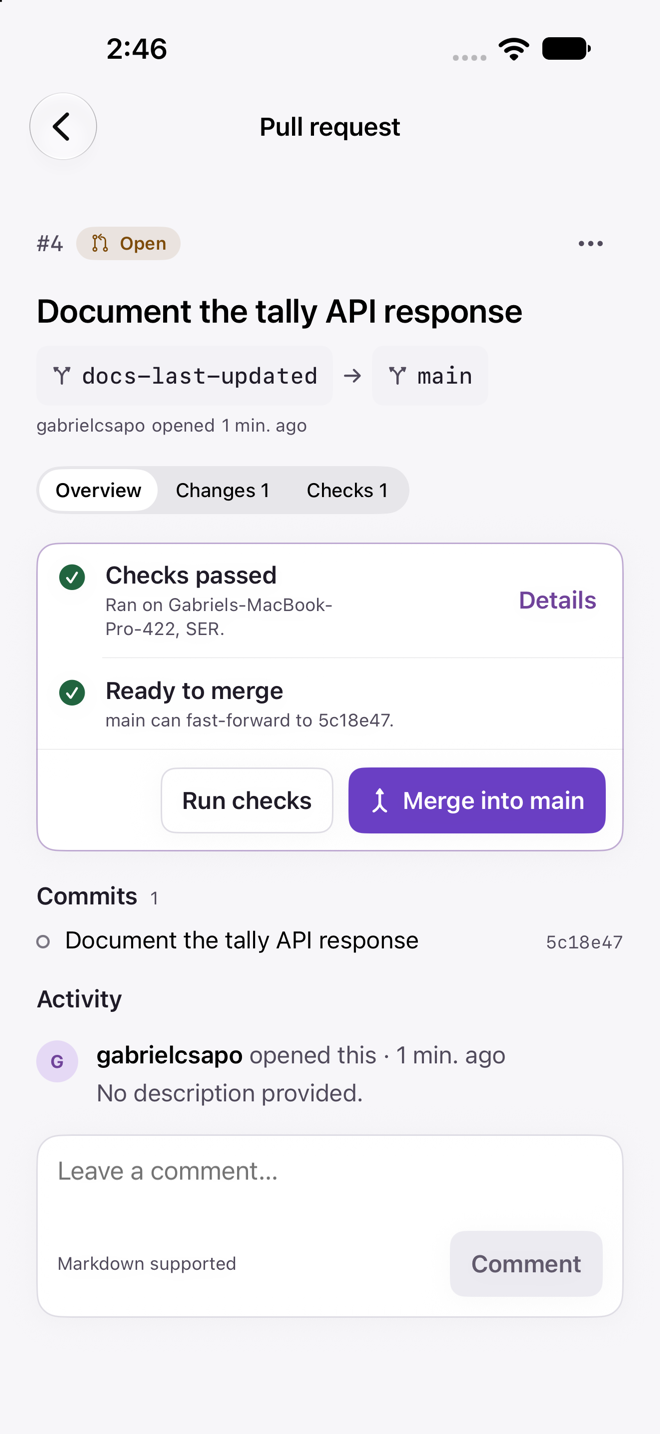 2:46
Pull request
#4 Open
Document the tally API response
docs-last-updated → main
gabrielcsapo opened 1 min. ago
Overview Changes 1 Checks 1
Checks passed
Ran on Gabriels-MacBook-
Pro-422, SER.
Details
Ready to merge
main can fast-forward to 5c18e47.
Run checks Merge into main
Commits 1
Document the tally API response 5c18e47
Activity
G gabrielcsapo opened this · 1 min. ago
No description provided.
Leave a comment...
Markdown supported Comment